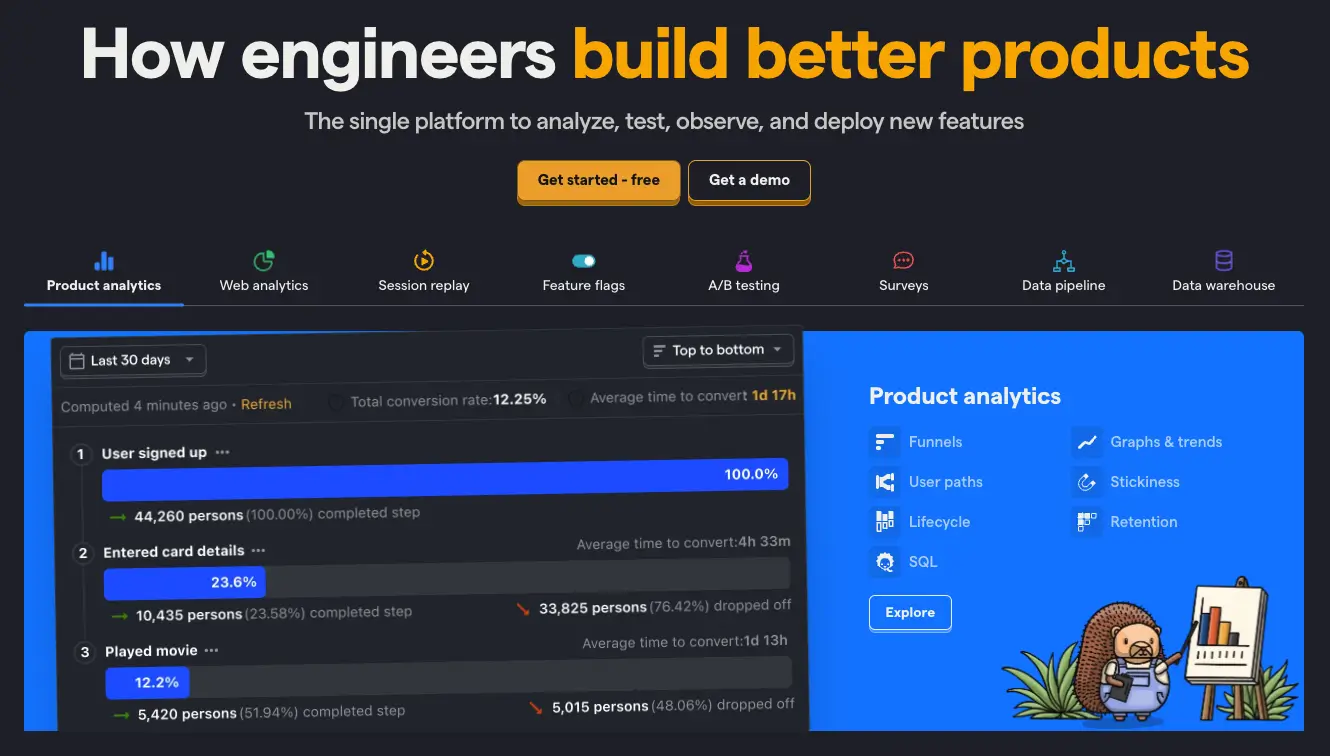 How engineers build better products
The single platform to analyze, test, observe, and deploy new features
Get started - free
Get a demo
Product analytics
Web analytics
Session replay
Feature flags
A/B testing
Surveys
Data pipeline
Data warehouse
Last 30 days
Top to bottom
Computed 4 minutes ago • Refresh
Total conversion rate:12.25%
Average time to convert 1d 17h
1 User signed up ···
100.0%
44,260 persons(100.00%) completed step
2 Entered card details ···
Average time to convert:4h 33m
23.6%
10,435 persons(23.58%) completed step
33,825 persons(76.42%) dropped off
3 Played movie ···
Average time to convert:1d 13h
12.2%
5,420 persons(51.94%) completed step
5,015 persons(48.06%) dropped off
Product analytics
Funnels
Graphs & trends
User paths
Stickiness
Lifecycle
Retention
SQL
Explore